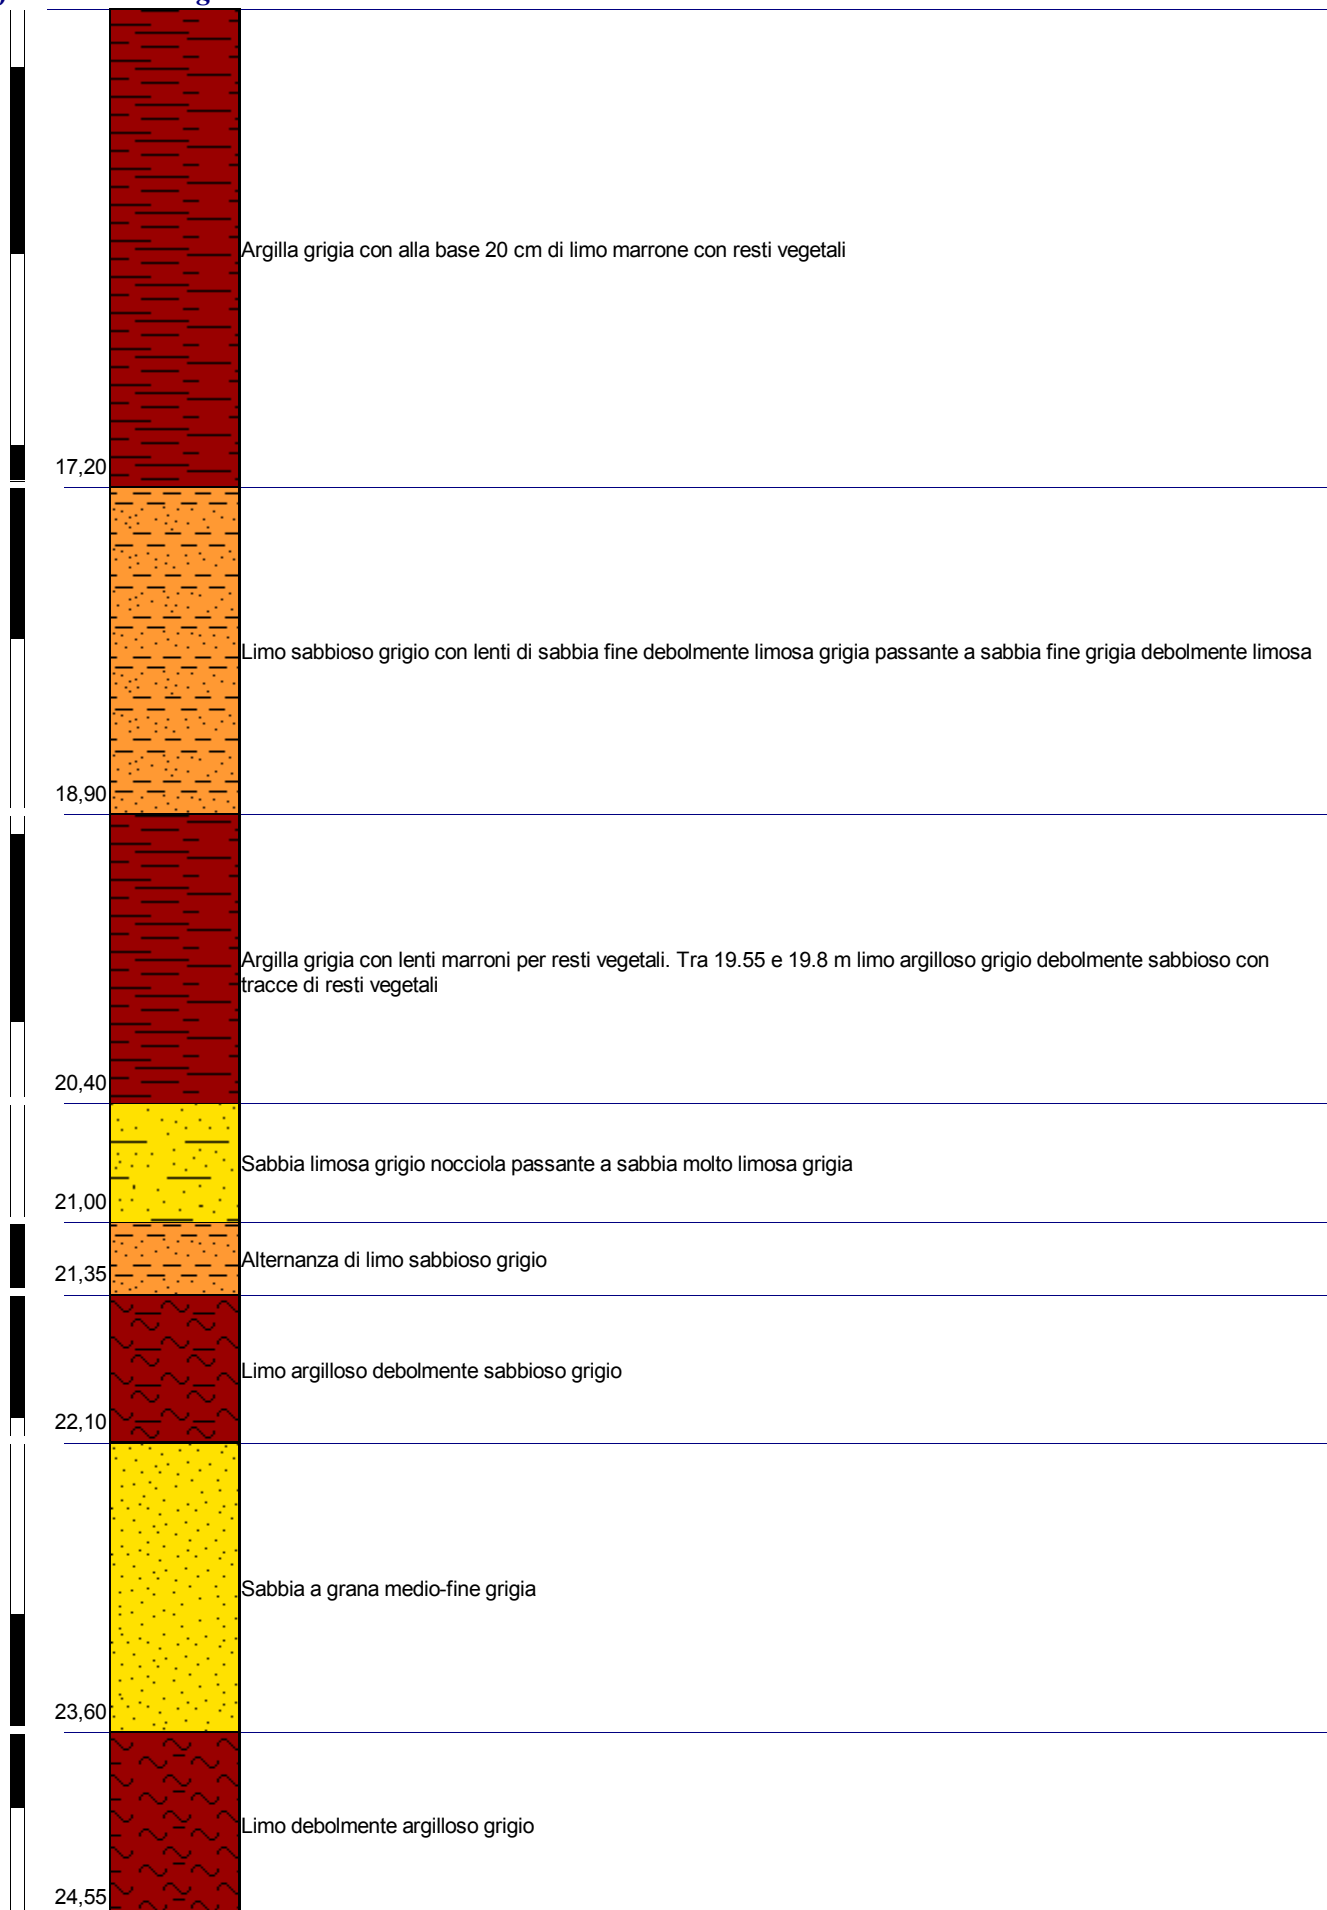 Argilla grigia con alla base 20 cm di limo marrone con resti vegetali
17,20
Limo sabbioso grigio con lenti di sabbia fine debolmente limosa grigia passante a sabbia fine grigia debolmente limosa
18,90
Argilla grigia con lenti marroni per resti vegetali. Tra 19.55 e 19.8 m limo argilloso grigio debolmente sabbioso con
tracce di resti vegetali
20,40
Sabbia limosa grigio nocciola passante a sabbia molto limosa grigia
21,00
Alternanza di limo sabbioso grigio
21,35
Limo argilloso debolmente sabbioso grigio
22,10
Sabbia a grana medio-fine grigia
23,60
Limo debolmente argilloso grigio
24,55